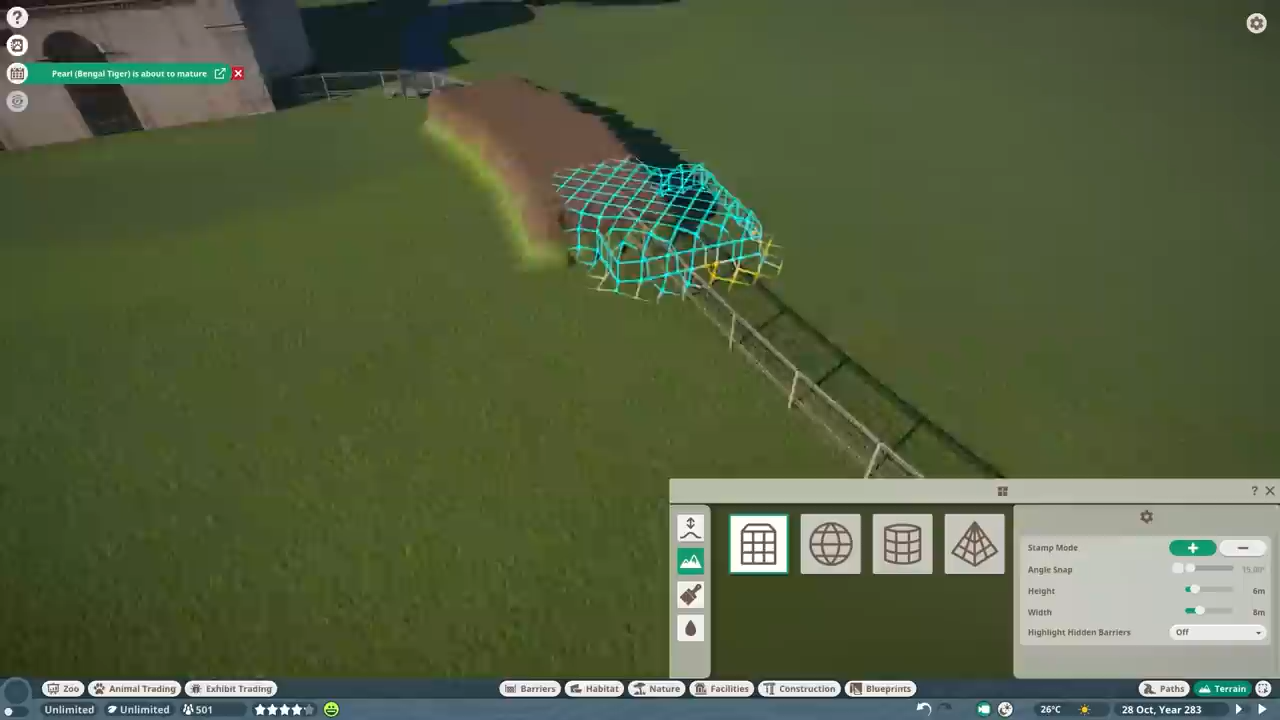 ?
Pearl (Bengal Tiger) is about to mature
?
Stamp Mode
Angle Snap 15.00°
Height 6m
Width 8m
Highlight Hidden Barriers Off
Zoo Animal Trading Exhibit Trading Barriers Habitat Nature Facilities Construction Blueprints Paths Terrain
Unlimited Unlimited 501 26°C 28 Oct, Year 283